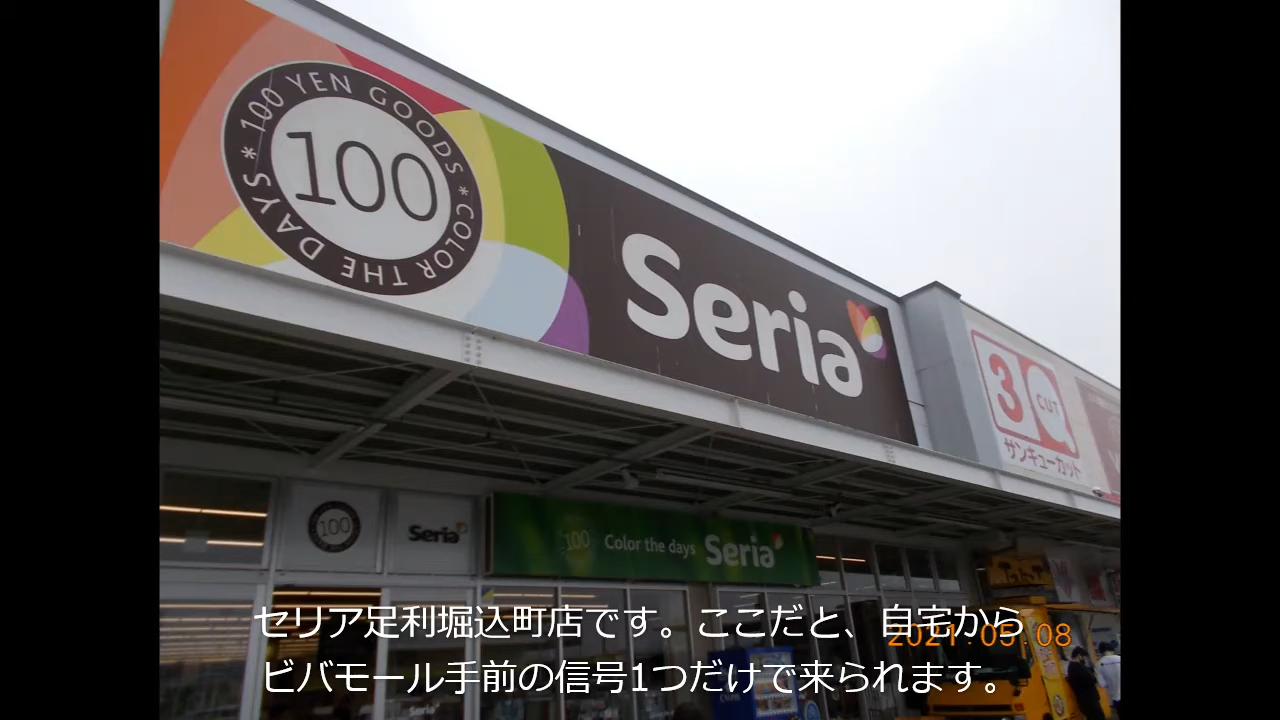 * 100 YEN GOODS * COLOR THE DAYS
100
Seria
3Q
CUT
サンキューカット
100
Seria
100 Color the days Seria
Seria
セリア足利堀込町店です。ここだと、自宅から
2021.05.08
ビバモール手前の信号1つだけで来られます。